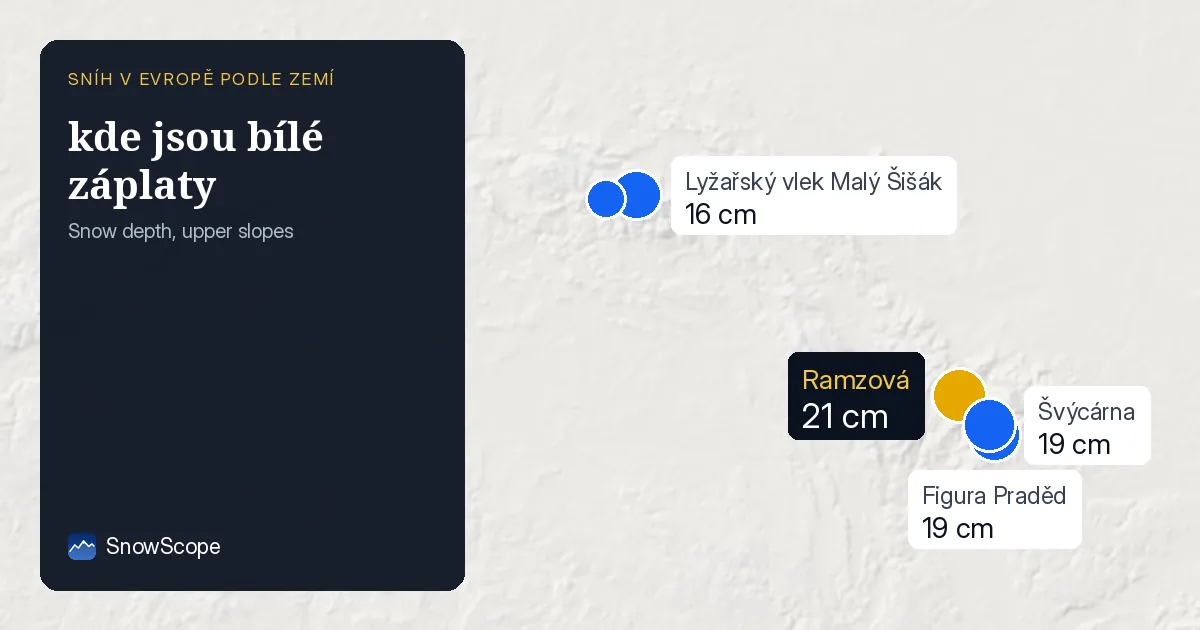 SNÍH V EVROPĚ PODLE ZEMÍ
kde jsou bílé
záplaty
Snow depth, upper slopes
SnowScope
Lyžařský vlek Malý Šišák
16 cm
Ramzová
21 cm
Švýcárna
19 cm
Figura Praděd
19 cm